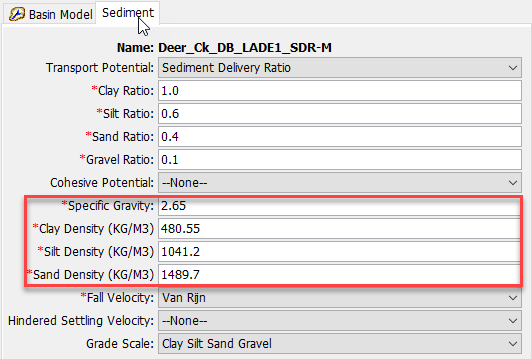 Basin Model Sediment
Name: Deer_Ck_DB_LADE1_SDR-M
Transport Potential: Sediment Delivery Ratio
*Clay Ratio: 1.0
*Silt Ratio: 0.6
*Sand Ratio: 0.4
*Gravel Ratio: 0.1
Cohesive Potential: --None--
*Specific Gravity: 2.65
*Clay Density (KG/M3) 480.55
*Silt Density (KG/M3) 1041.2
*Sand Density (KG/M3) 1489.7
*Fall Velocity: Van Rijn
Hindered Settling Velocity: --None--
Grade Scale: Clay Silt Sand Gravel